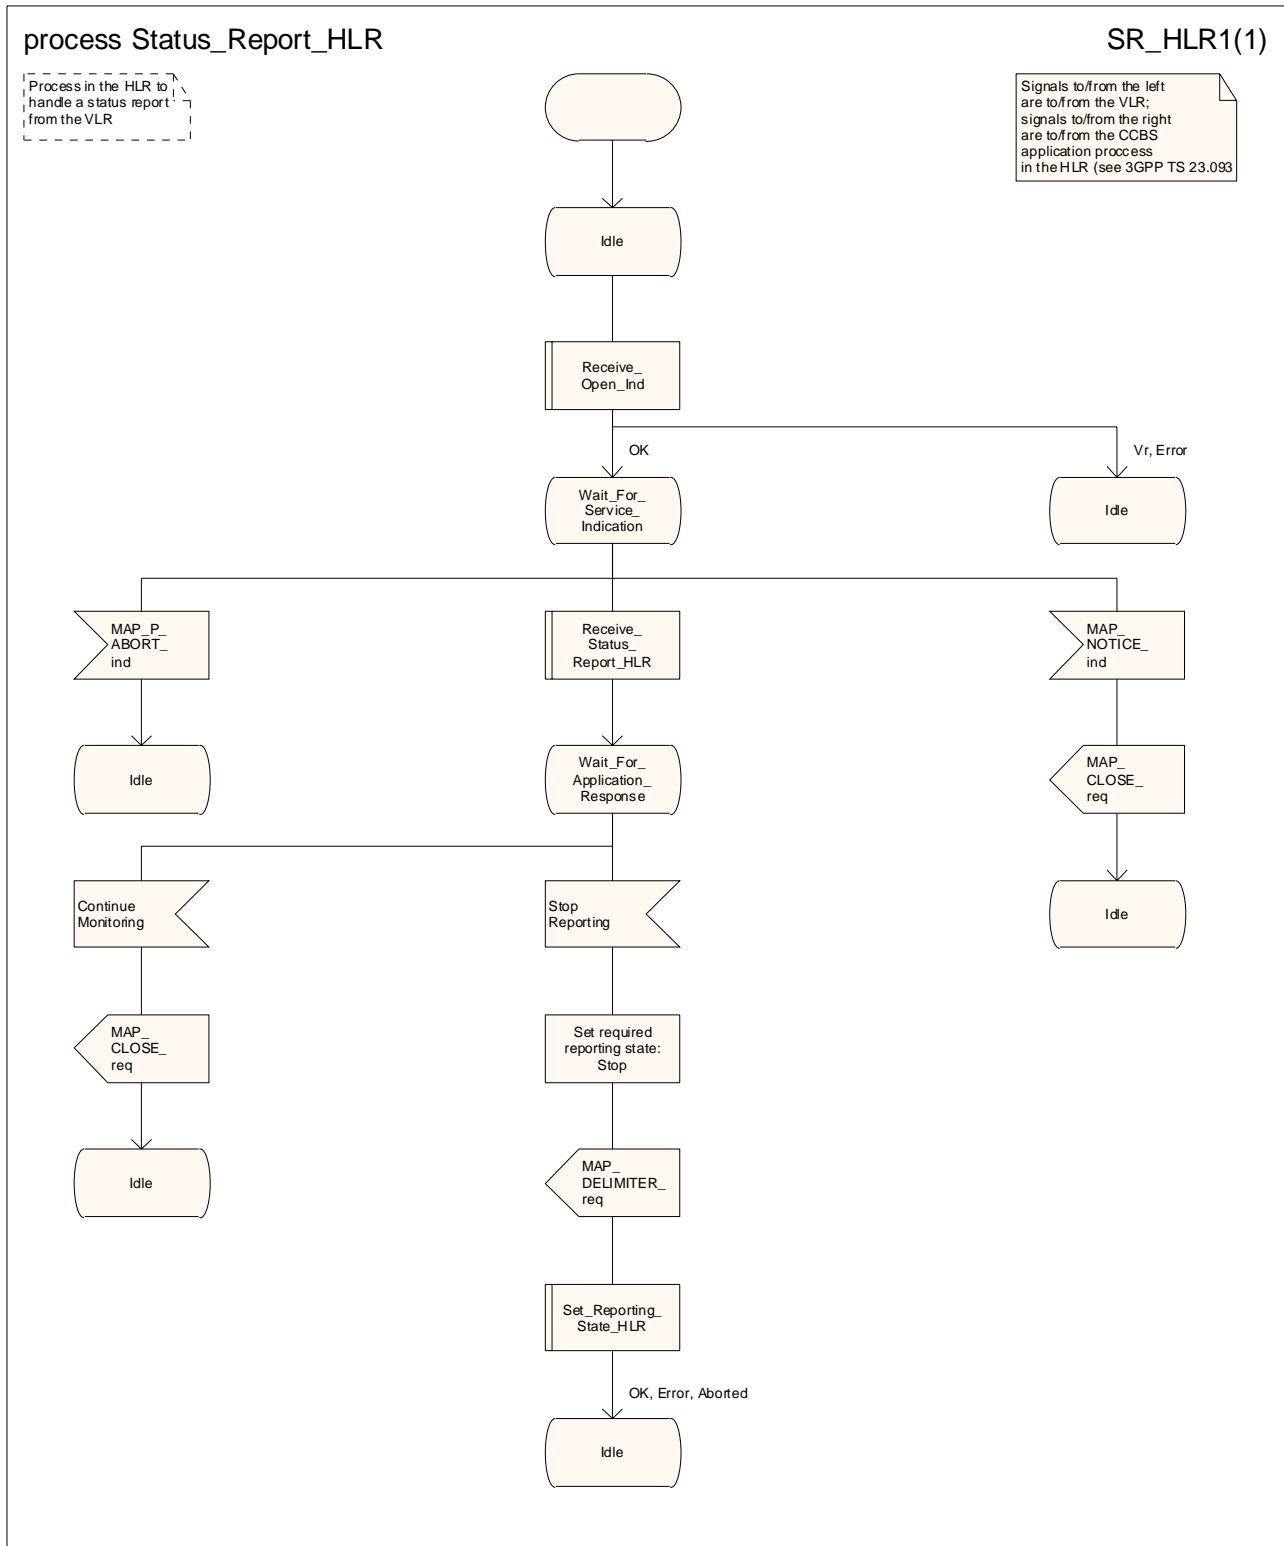 process Status_Report_HLR
SR_HLR1(1)
Process in the HLR to
handle a status report
from the VLR
Signals to/from the left
are to/from the VLR;
signals to/from the right
are to/from the CCBS
application proccess
in the HLR (see 3GPP TS 23.093
Idle
Receive_
Open_Ind
OK
Vr, Error
Wait_For_
Service_
Indication
Idle
MAP_P_
ABORT_
ind
Receive_
Status_
Report_HLR
MAP_
NOTICE_
ind
Idle
Wait_For_
Application_
Response
MAP_
CLOSE_
req
Continue
Monitoring
Stop
Reporting
Idle
MAP_
CLOSE_
req
Set required
reporting state:
Stop
Idle
MAP_
DELIMITER_
req
Set_Reporting_
State_HLR
OK, Error, Aborted
Idle